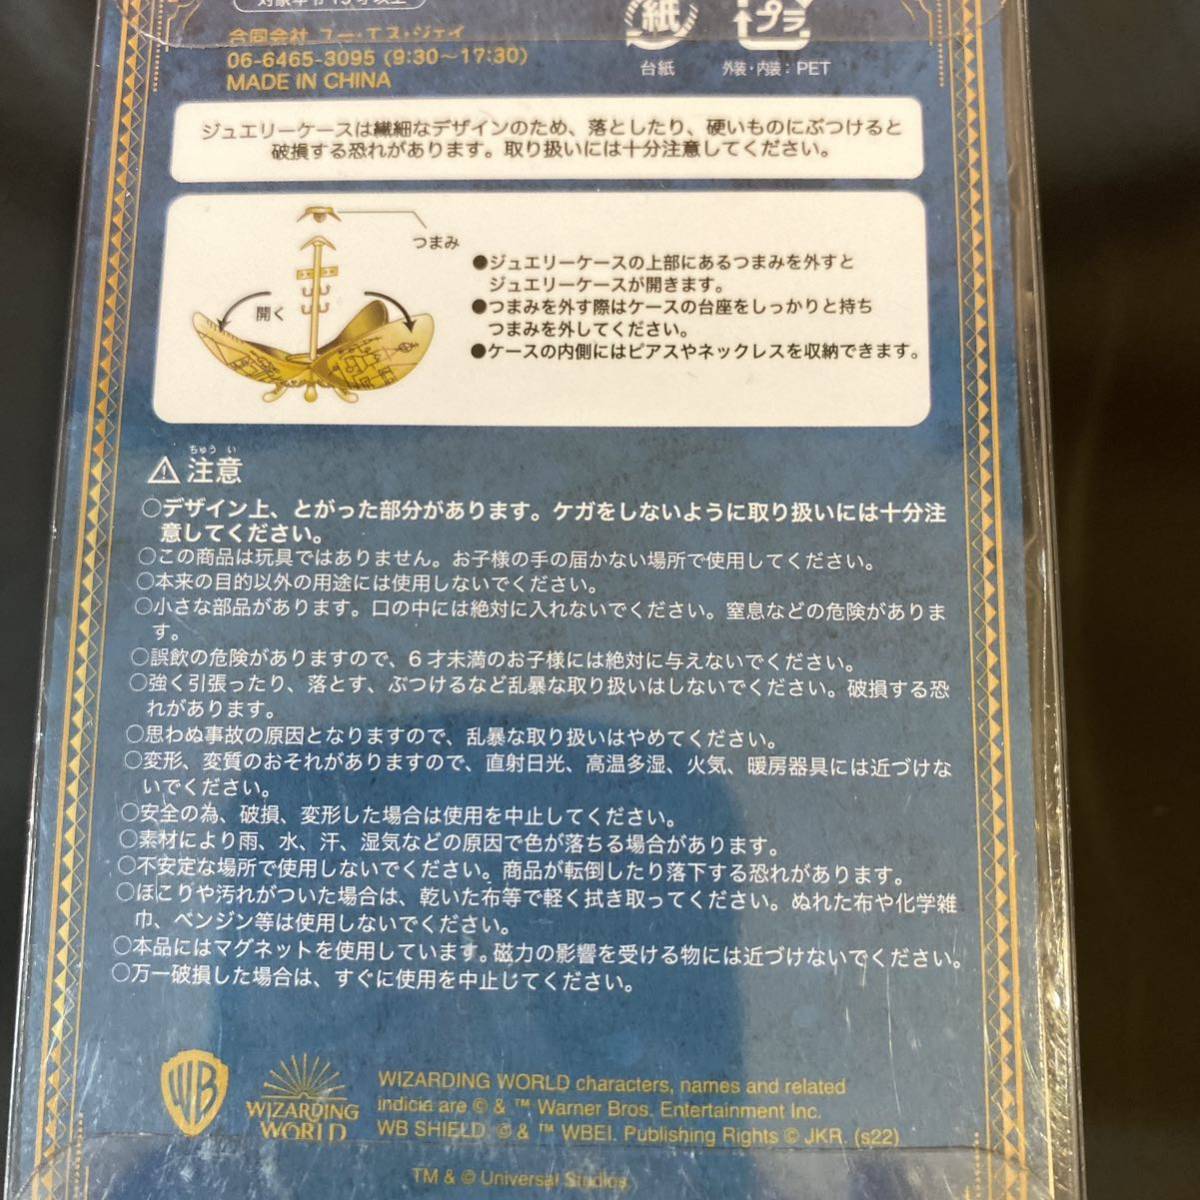 対象年令15才以上
合同会社 ユー・エス・ジェイ
06-6465-3095 (9:30〜17:30)
MADE IN CHINA
紙
台紙
プラ
外装・内装：PET
ジュエリーケースは繊細なデザインのため、落としたり、硬いものにぶつけると
破損する恐れがあります。取り扱いには十分注意してください。
つまみ
開く
●ジュエリーケースの上部にあるつまみを外すと
ジュエリーケースが開きます。
●つまみを外す際はケースの台座をしっかりと持ち
つまみを外してください。
●ケースの内側にはピアスやネックレスを収納できます。
ちゅうい
⚠注意
○デザイン上、とがった部分があります。ケガをしないように取り扱いには十分注
意してください。
○この商品は玩具ではありません。お子様の手の届かない場所で使用してください。
○本来の目的以外の用途には使用しないでください。
○小さな部品があります。口の中には絶対に入れないでください。窒息などの危険がありま
す。
○誤飲の危険がありますので、6才未満のお子様には絶対に与えないでください。
○強く引張ったり、落とす、ぶつけるなど乱暴な取り扱いはしないでください。破損する恐
れがあります。
○思わぬ事故の原因となりますので、乱暴な取り扱いはやめてください。
○変形、変質のおそれがありますので、直射日光、高温多湿、火気、暖房器具には近づけな
いでください。
○安全の為、破損、変形した場合は使用を中止してください。
○素材により雨、水、汗、湿気などの原因で色が落ちる場合があります。
○不安定な場所で使用しないでください。商品が転倒したり落下する恐れがあります。
○ほこりや汚れがついた場合は、乾いた布等で軽く拭き取ってください。ぬれた布や化学雑
巾、ベンジン等は使用しないでください。
○本品にはマグネットを使用しています。磁力の影響を受ける物には近づけないでください。
○万一破損した場合は、すぐに使用を中止してください。
WB
WIZARDING
WORLD
WIZARDING WORLD characters, names and related
indicia are © & ™ Warner Bros. Entertainment Inc.
WB SHIELD: © & ™ WBEI. Publishing Rights © JKR. (s22)
TM & © Universal Studios.